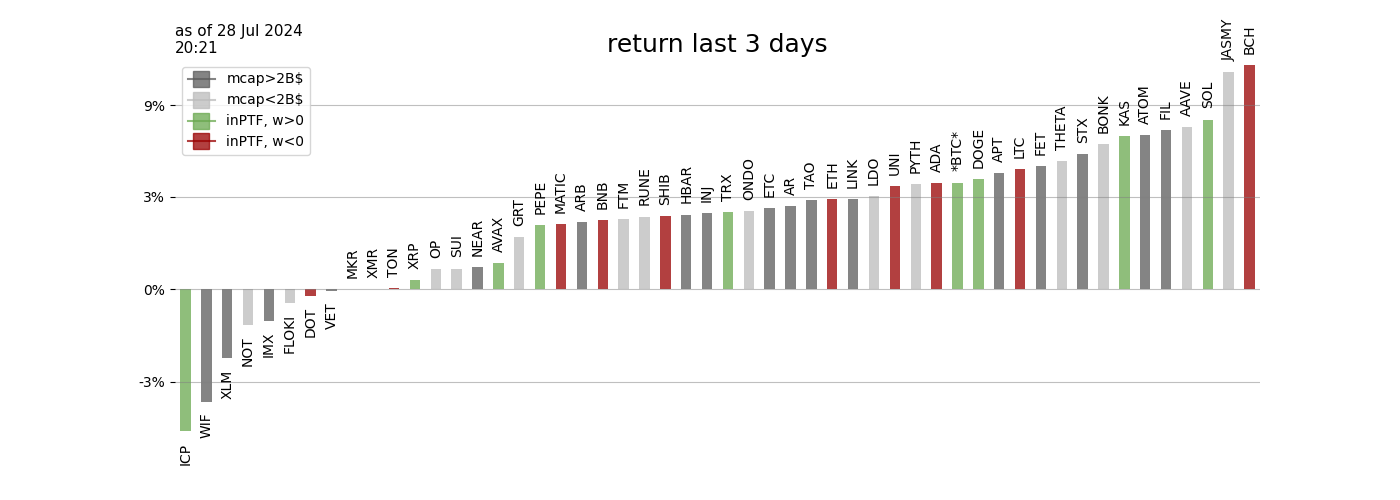 as of 28 Jul 2024
20:21
return last 3 days
mcap>2B$
mcap<2B$
inPTF, w>0
inPTF, w<0
9%
3%
0%
-3%
ICP
WIF
XLM
NOT
IMX
FLOKI
DOT
VET
MKR
XMR
TON
XRP
OP
SUI
NEAR
AVAX
GRT
PEPE
MATIC
ARB
BNB
FTM
RUNE
SHIB
HBAR
INJ
TRX
ONDO
ETC
AR
TAO
ETH
LINK
LDO
UNI
PYTH
ADA
*BTC*
DOGE
APT
LTC
FET
THETA
STX
BONK
KAS
ATOM
FIL
AAVE
SOL
JASMY
BCH